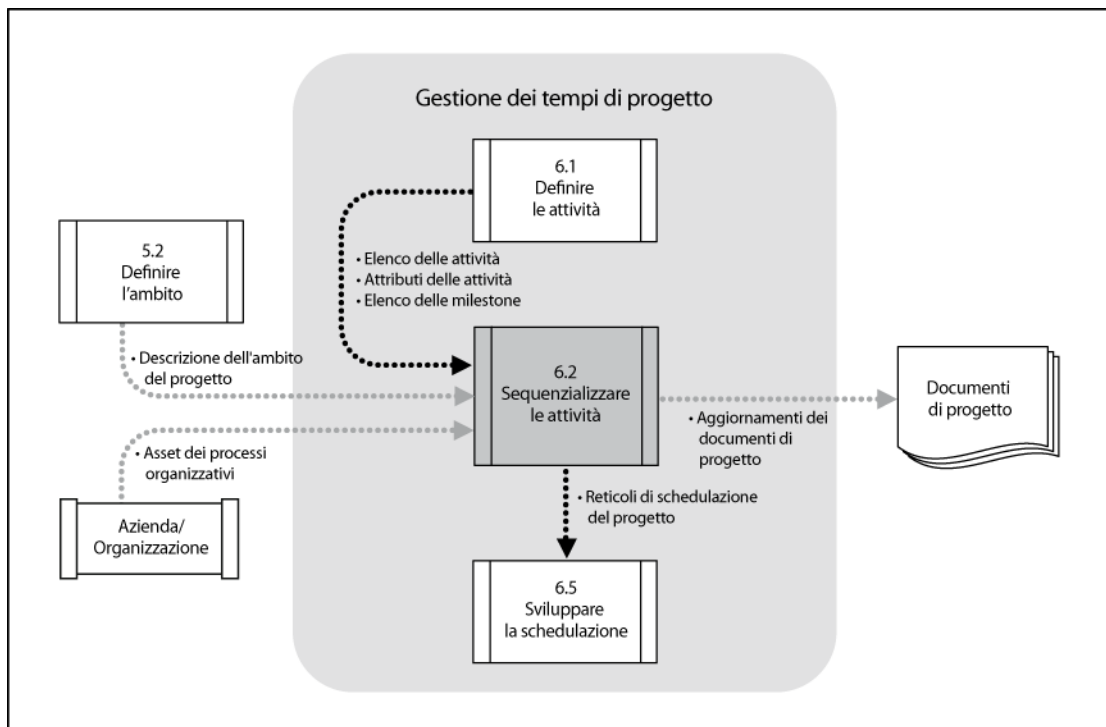 Gestione dei tempi di progetto
6.1
Definire
le attività
5.2
Definire
l'ambito
• Elenco delle attività
• Attributi delle attività
• Elenco delle milestone
• Descrizione dell'ambito
del progetto
6.2
Sequenzializzare
le attività
Documenti
di progetto
• Aggiornamenti dei
documenti di
progetto
• Asset dei processi
organizzativi
• Reticoli di schedulazione
del progetto
Azienda/
Organizzazione
6.5
Sviluppare
la schedulazione